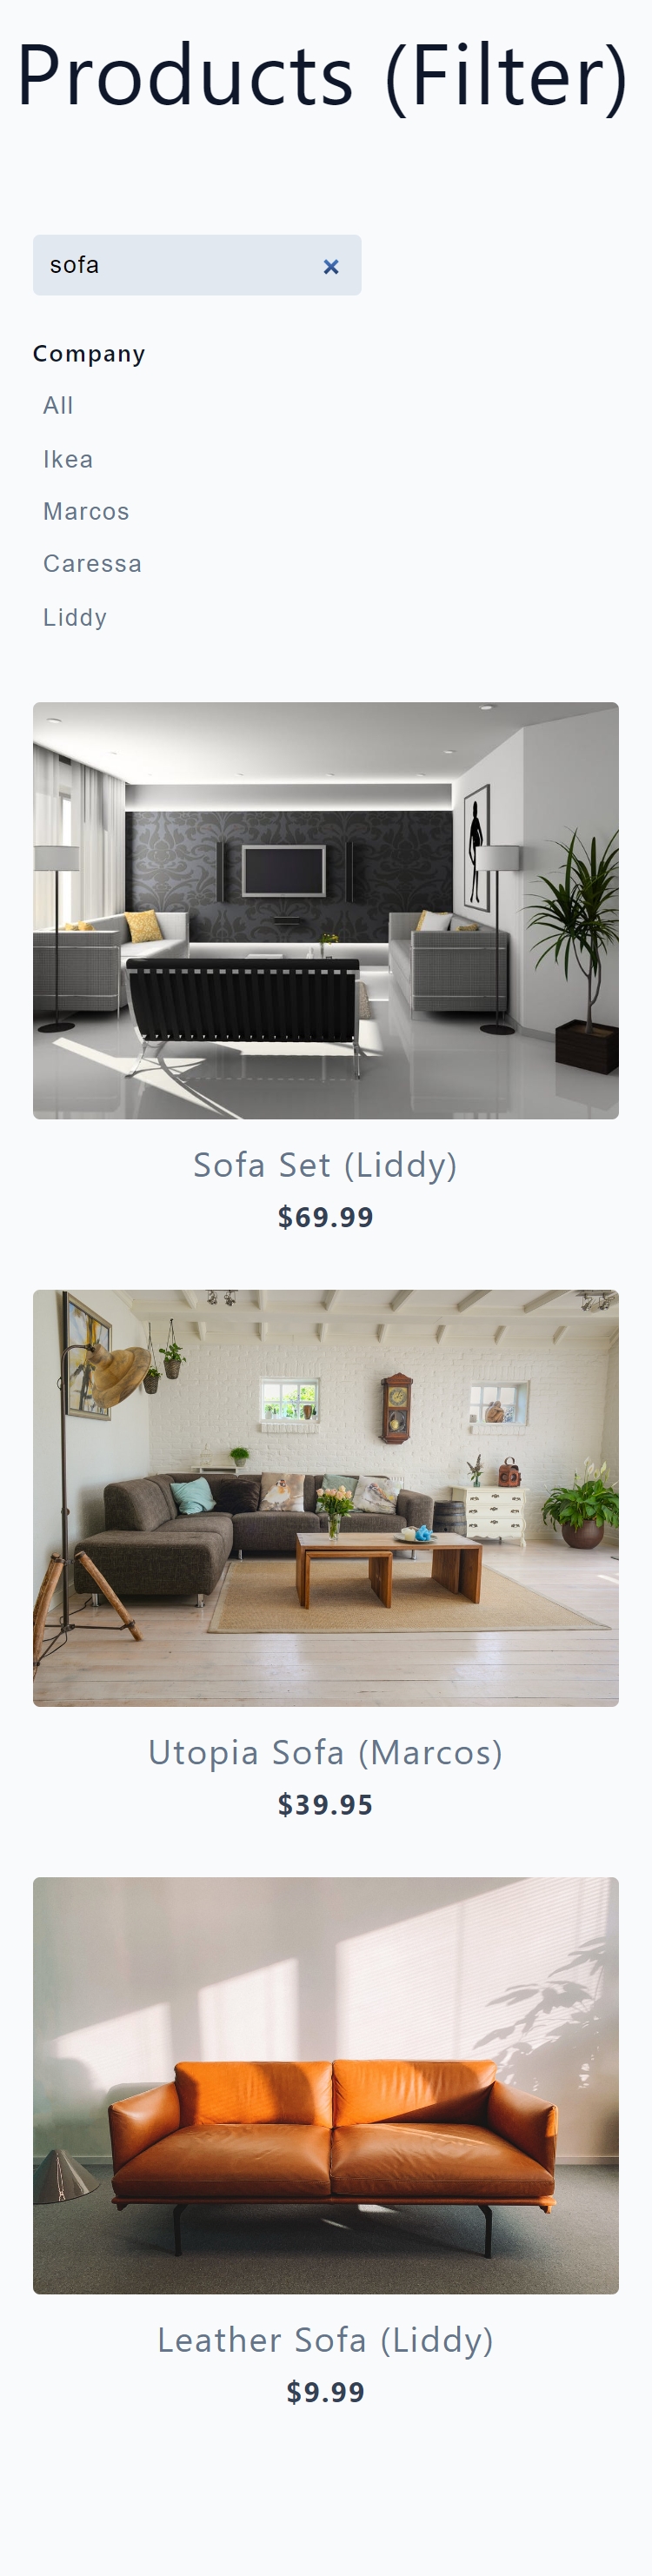 Products (Filter)
sofa
Company
All
Ikea
Marcos
Caressa
Liddy
Sofa Set (Liddy)
$69.99
Utopia Sofa (Marcos)
$39.95
Leather Sofa (Liddy)
$9.99